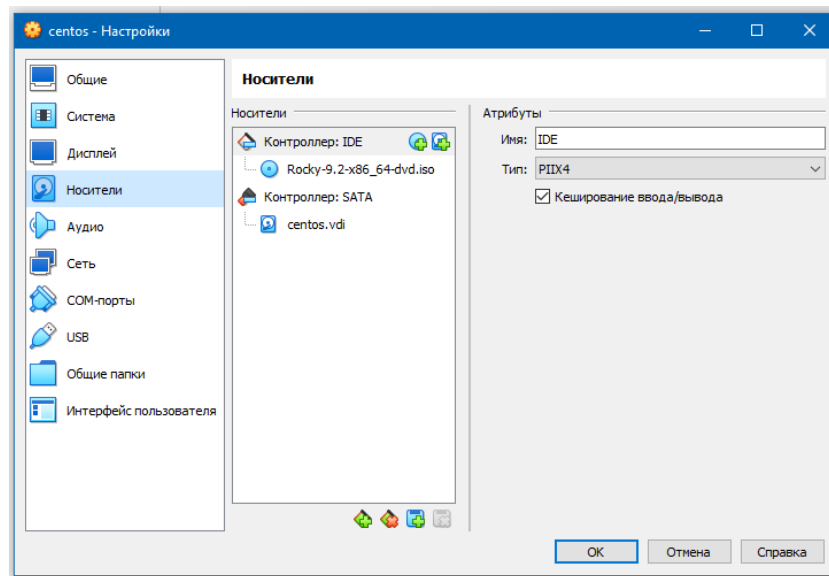 centos - Настройки
Общие
Система
Дисплей
Носители
Аудио
Сеть
COM-порты
USB
Общие папки
Интерфейс пользователя
Носители
Носители
Контроллер: IDE
Rocky-9.2-x86_64-dvd.iso
Контроллер: SATA
centos.vdi
Атрибуты
Имя: IDE
Тип: PIIX4
Кеширование ввода/вывода
OK
Отмена
Справка